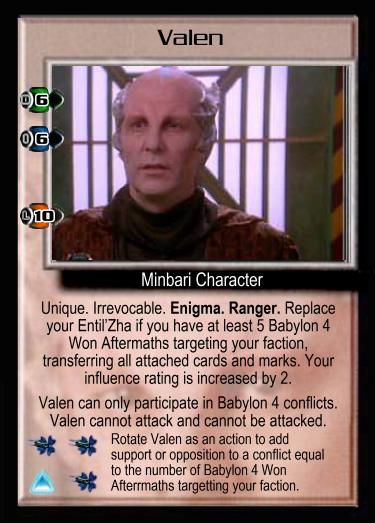 Valen
D 6
I 6
L 10
Minbari Character
Unique. Irrevocable. Enigma. Ranger. Replace
your Entil'Zha if you have at least 5 Babylon 4
Won Aftermaths targeting your faction,
transferring all attached cards and marks. Your
influence rating is increased by 2.
Valen can only participate in Babylon 4 conflicts.
Valen cannot attack and cannot be attacked.
Rotate Valen as an action to add
support or opposition to a conflict equal
to the number of Babylon 4 Won
Afterrmaths targeting your faction.